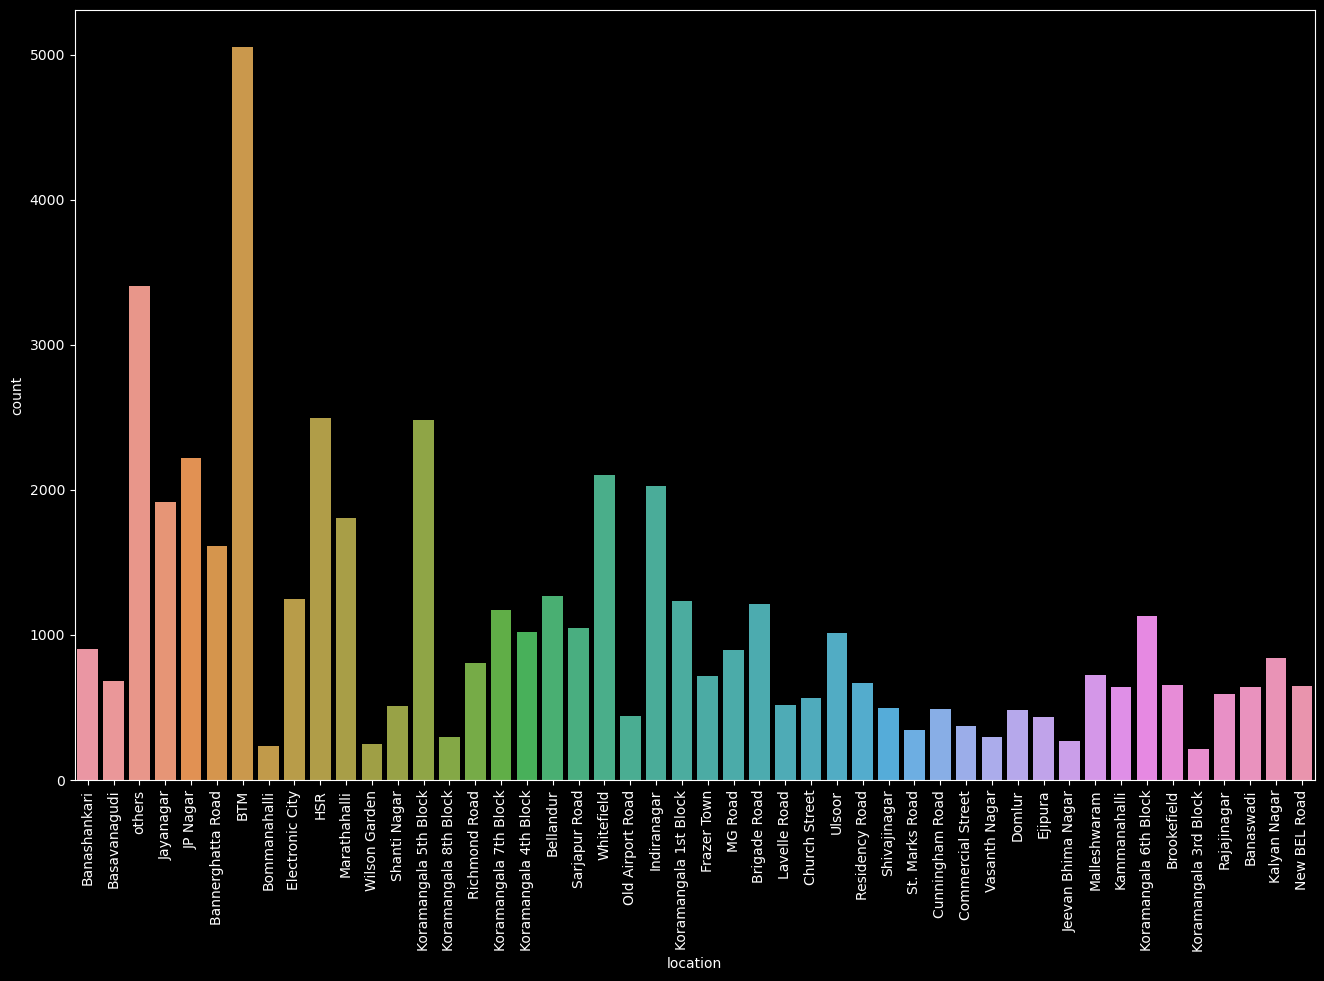 5000
4000
3000
2000
1000
0
count
Banashankari
Basavanagudi
others
Jayanagar
JP Nagar
Bannerghatta Road
BTM
Bommanahalli
Electronic City
HSR
Marathahalli
Wilson Garden
Shanti Nagar
Koramangala 5th Block
Koramangala 8th Block
Richmond Road
Koramangala 7th Block
Koramangala 4th Block
Bellandur
Sarjapur Road
Whitefield
Old Airport Road
Indiranagar
Koramangala 1st Block
Frazer Town
MG Road
Brigade Road
Lavelle Road
Church Street
Ulsoor
Residency Road
Shivajinagar
St. Marks Road
Cunningham Road
Commercial Street
Vasanth Nagar
Domlur
Ejipura
Jeevan Bhima Nagar
Malleshwaram
Kammanahalli
Koramangala 6th Block
Brookefield
Koramangala 3rd Block
Rajajinagar
Banaswadi
Kalyan Nagar
New BEL Road
location